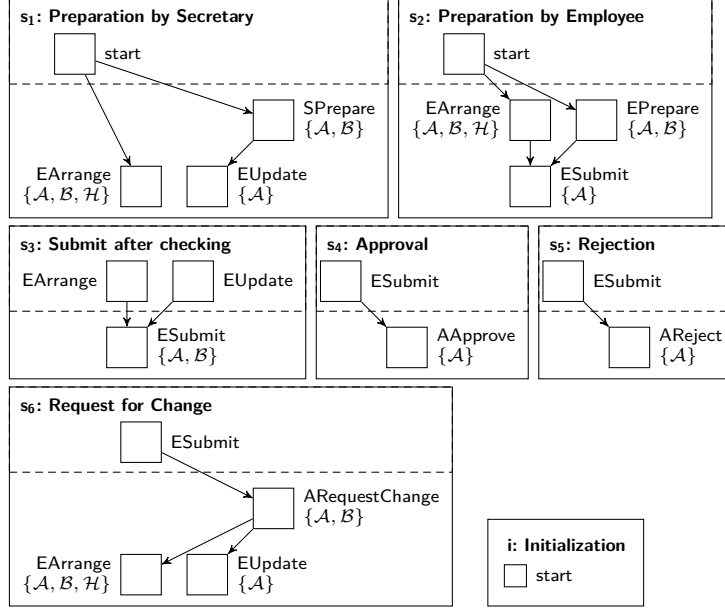 s₁: Preparation by Secretary
start
SPrepare
{𝒜, ℬ}
EArrange
{𝒜, ℬ, ℋ}
EUpdate
{𝒜}
s₂: Preparation by Employee
start
EArrange
{𝒜, ℬ, ℋ}
EPrepare
{𝒜, ℬ}
ESubmit
{𝒜}
s₃: Submit after checking
EArrange
EUpdate
ESubmit
{𝒜, ℬ}
s₄: Approval
ESubmit
AApprove
{𝒜}
s₅: Rejection
ESubmit
AReject
{𝒜}
s₆: Request for Change
ESubmit
ARequestChange
{𝒜, ℬ}
EArrange
{𝒜, ℬ, ℋ}
EUpdate
{𝒜}
i: Initialization
start